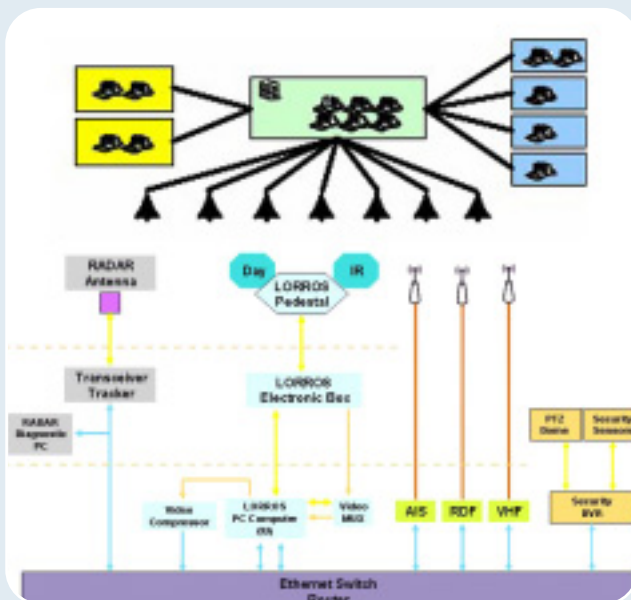 RADAR
Antenna
Day
IR
LORROS
Pedestal
Transceiver
Tracker
LORROS
Electronic Box
RADAR
Diagnostic
PC
PTZ
Dome
Security
Sensors
Video
Compressor
LORROS
PC Computer
Video
AIS
RDF
VHF
Security
DVR
Ethernet Switch
Router